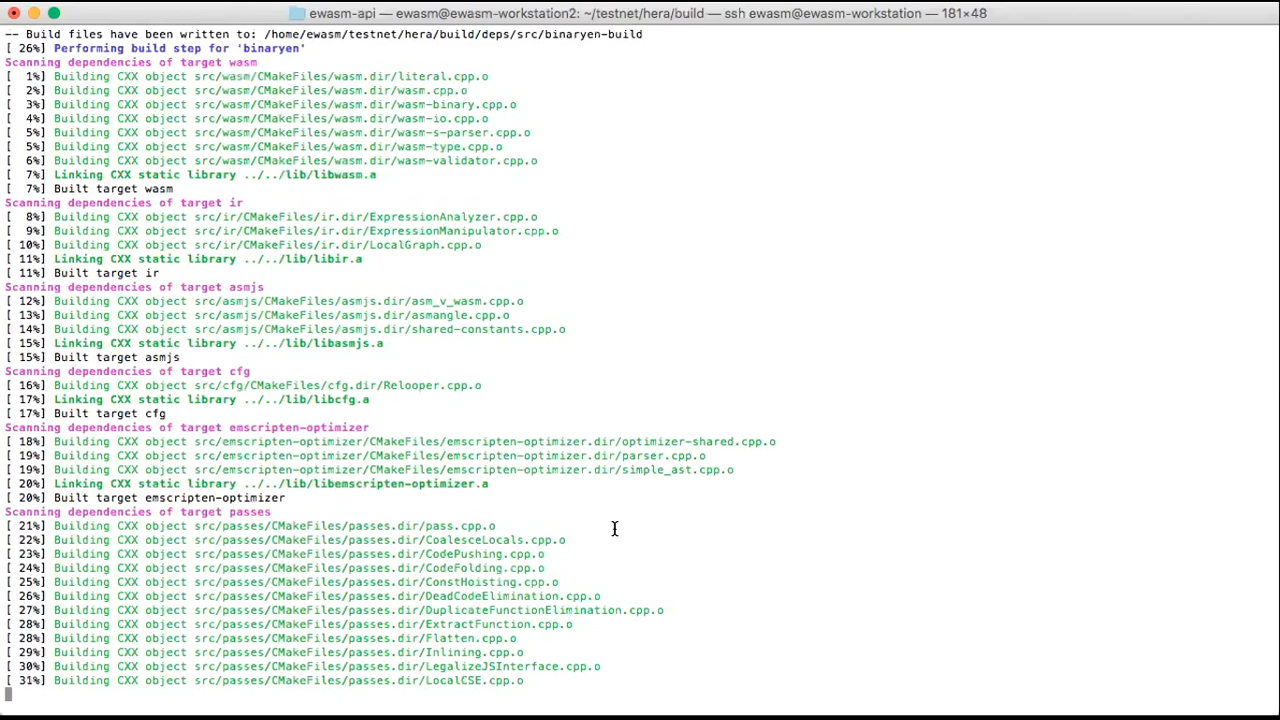 ewasm-api — ewasm@ewasm-workstation2: ~/testnet/hera/build — ssh ewasm@ewasm-workstation — 181×48
-- Build files have been written to: /home/ewasm/testnet/hera/build/deps/src/binaryen-build
[ 26%] Performing build step for 'binaryen'
Scanning dependencies of target wasm
[  1%] Building CXX object src/wasm/CMakeFiles/wasm.dir/literal.cpp.o
[  2%] Building CXX object src/wasm/CMakeFiles/wasm.dir/wasm.cpp.o
[  3%] Building CXX object src/wasm/CMakeFiles/wasm.dir/wasm-binary.cpp.o
[  4%] Building CXX object src/wasm/CMakeFiles/wasm.dir/wasm-io.cpp.o
[  5%] Building CXX object src/wasm/CMakeFiles/wasm.dir/wasm-s-parser.cpp.o
[  5%] Building CXX object src/wasm/CMakeFiles/wasm.dir/wasm-type.cpp.o
[  6%] Building CXX object src/wasm/CMakeFiles/wasm.dir/wasm-validator.cpp.o
[  7%] Linking CXX static library ../../lib/libwasm.a
[  7%] Built target wasm
Scanning dependencies of target ir
[  8%] Building CXX object src/ir/CMakeFiles/ir.dir/ExpressionAnalyzer.cpp.o
[  9%] Building CXX object src/ir/CMakeFiles/ir.dir/ExpressionManipulator.cpp.o
[ 10%] Building CXX object src/ir/CMakeFiles/ir.dir/LocalGraph.cpp.o
[ 11%] Linking CXX static library ../../lib/libir.a
[ 11%] Built target ir
Scanning dependencies of target asmjs
[ 12%] Building CXX object src/asmjs/CMakeFiles/asmjs.dir/asm_v_wasm.cpp.o
[ 13%] Building CXX object src/asmjs/CMakeFiles/asmjs.dir/asmangle.cpp.o
[ 14%] Building CXX object src/asmjs/CMakeFiles/asmjs.dir/shared-constants.cpp.o
[ 15%] Linking CXX static library ../../lib/libasmjs.a
[ 15%] Built target asmjs
Scanning dependencies of target cfg
[ 16%] Building CXX object src/cfg/CMakeFiles/cfg.dir/Relooper.cpp.o
[ 17%] Linking CXX static library ../../lib/libcfg.a
[ 17%] Built target cfg
Scanning dependencies of target emscripten-optimizer
[ 18%] Building CXX object src/emscripten-optimizer/CMakeFiles/emscripten-optimizer.dir/optimizer-shared.cpp.o
[ 19%] Building CXX object src/emscripten-optimizer/CMakeFiles/emscripten-optimizer.dir/parser.cpp.o
[ 19%] Building CXX object src/emscripten-optimizer/CMakeFiles/emscripten-optimizer.dir/simple_ast.cpp.o
[ 20%] Linking CXX static library ../../lib/libemscripten-optimizer.a
[ 20%] Built target emscripten-optimizer
Scanning dependencies of target passes
[ 21%] Building CXX object src/passes/CMakeFiles/passes.dir/pass.cpp.o
[ 22%] Building CXX object src/passes/CMakeFiles/passes.dir/CoalesceLocals.cpp.o
[ 23%] Building CXX object src/passes/CMakeFiles/passes.dir/CodePushing.cpp.o
[ 24%] Building CXX object src/passes/CMakeFiles/passes.dir/CodeFolding.cpp.o
[ 25%] Building CXX object src/passes/CMakeFiles/passes.dir/ConstHoisting.cpp.o
[ 26%] Building CXX object src/passes/CMakeFiles/passes.dir/DeadCodeElimination.cpp.o
[ 27%] Building CXX object src/passes/CMakeFiles/passes.dir/DuplicateFunctionElimination.cpp.o
[ 28%] Building CXX object src/passes/CMakeFiles/passes.dir/ExtractFunction.cpp.o
[ 28%] Building CXX object src/passes/CMakeFiles/passes.dir/Flatten.cpp.o
[ 29%] Building CXX object src/passes/CMakeFiles/passes.dir/Inlining.cpp.o
[ 30%] Building CXX object src/passes/CMakeFiles/passes.dir/LegalizeJSInterface.cpp.o
[ 31%] Building CXX object src/passes/CMakeFiles/passes.dir/LocalCSE.cpp.o